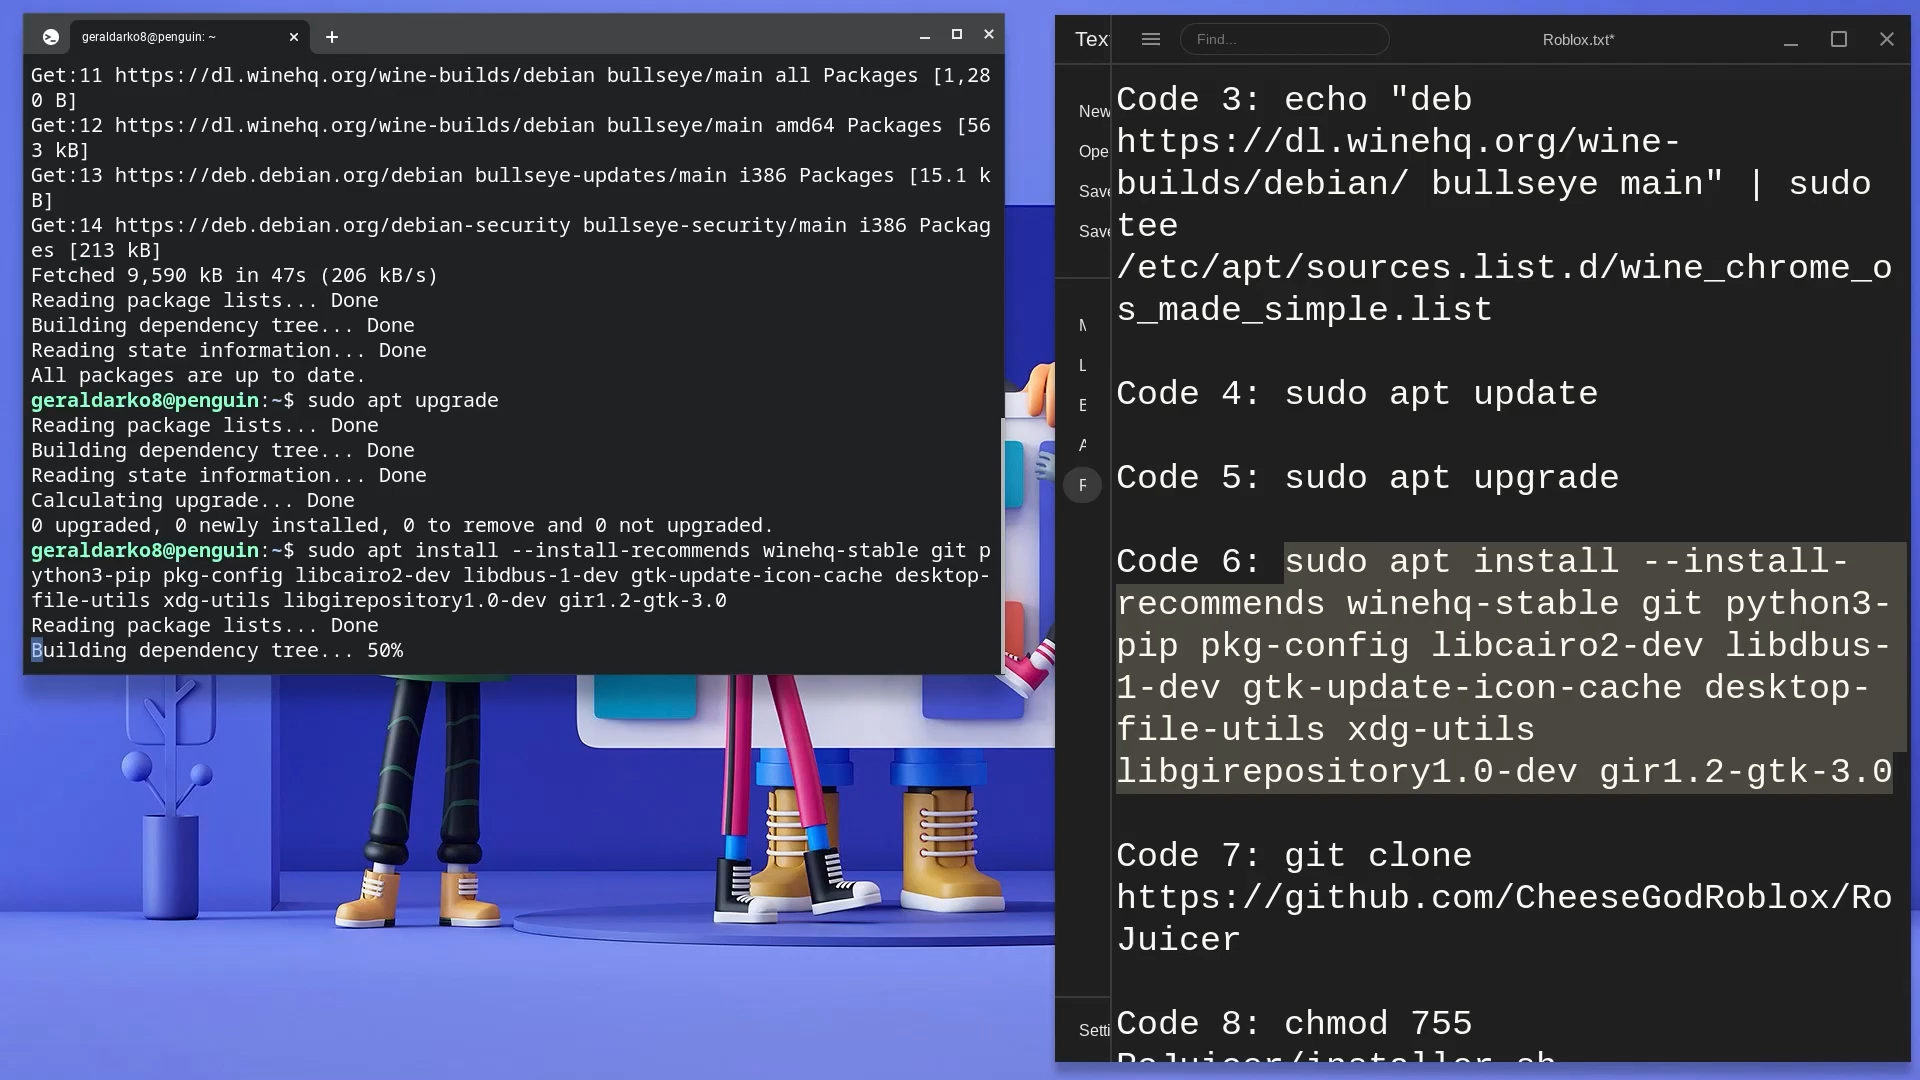 geraldarko8@penguin: ~
Get:11 https://dl.winehq.org/wine-builds/debian bullseye/main all Packages [1,28
0 B]
Get:12 https://dl.winehq.org/wine-builds/debian bullseye/main amd64 Packages [56
3 kB]
Get:13 https://deb.debian.org/debian bullseye-updates/main i386 Packages [15.1 k
B]
Get:14 https://deb.debian.org/debian-security bullseye-security/main i386 Packag
es [213 kB]
Fetched 9,590 kB in 47s (206 kB/s)
Reading package lists... Done
Building dependency tree... Done
Reading state information... Done
All packages are up to date.
geraldarko8@penguin:~$ sudo apt upgrade
Reading package lists... Done
Building dependency tree... Done
Reading state information... Done
Calculating upgrade... Done
0 upgraded, 0 newly installed, 0 to remove and 0 not upgraded.
geraldarko8@penguin:~$ sudo apt install --install-recommends winehq-stable git p
ython3-pip pkg-config libcairo2-dev libdbus-1-dev gtk-update-icon-cache desktop-
file-utils xdg-utils libgirepository1.0-dev gir1.2-gtk-3.0
Reading package lists... Done
Building dependency tree... 50%
Tex
Find...
Roblox.txt*
New
Ope
Save
Save
L
E
A
F
Setti
Code 3: echo "deb
https://dl.winehq.org/wine-
builds/debian/ bullseye main" | sudo
tee
/etc/apt/sources.list.d/wine_chrome_o
s_made_simple.list
Code 4: sudo apt update
Code 5: sudo apt upgrade
Code 6: sudo apt install --install-
recommends winehq-stable git python3-
pip pkg-config libcairo2-dev libdbus-
1-dev gtk-update-icon-cache desktop-
file-utils xdg-utils
libgirepository1.0-dev gir1.2-gtk-3.0
Code 7: git clone
https://github.com/CheeseGodRoblox/Ro
Juicer
Code 8: chmod 755
RoJuicer/installer.sh